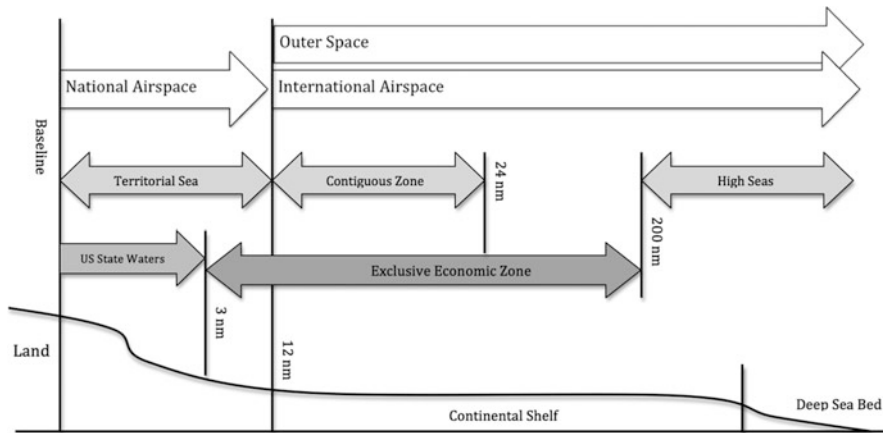 Outer Space
National Airspace
International Airspace
Baseline
Territorial Sea
Contiguous Zone
24 nm
High Seas
US State Waters
Exclusive Economic Zone
200 nm
3 nm
Land
12 nm
Continental Shelf
Deep Sea Bed